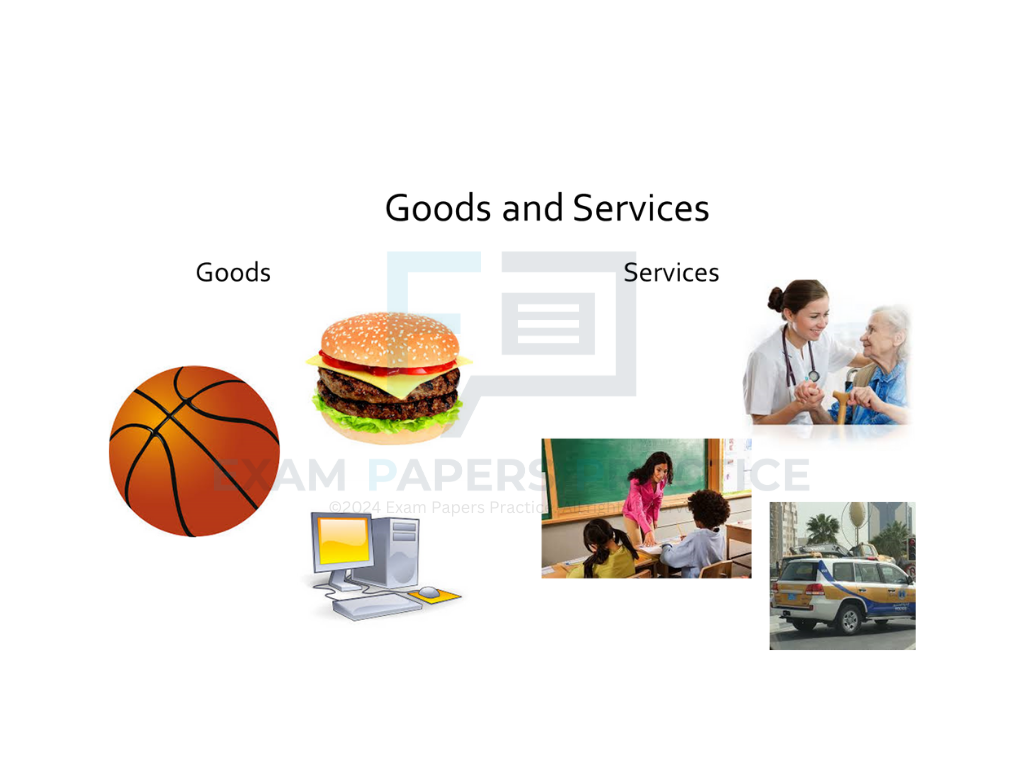 Goods and Services
Goods
Services
EXAM PAPERS PRACTICE
©2024 Exam Papers Practice